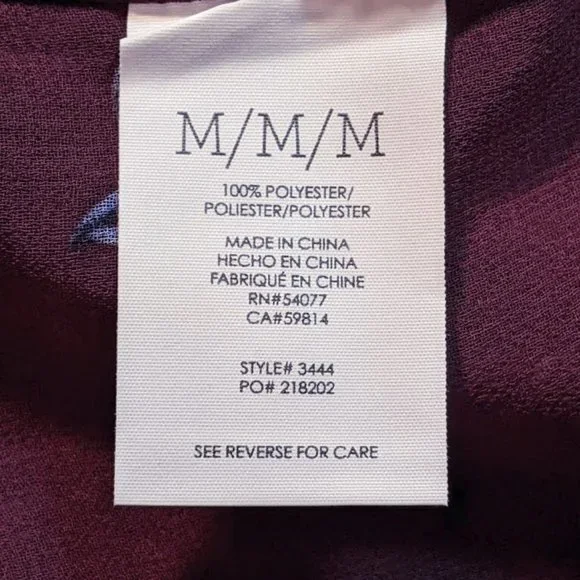 M/M/M
100% POLYESTER/
POLIESTER/POLYESTER
MADE IN CHINA
HECHO EN CHINA
FABRIQUÉ EN CHINE
RN#54077
CA#59814
STYLE# 3444
PO# 218202
SEE REVERSE FOR CARE